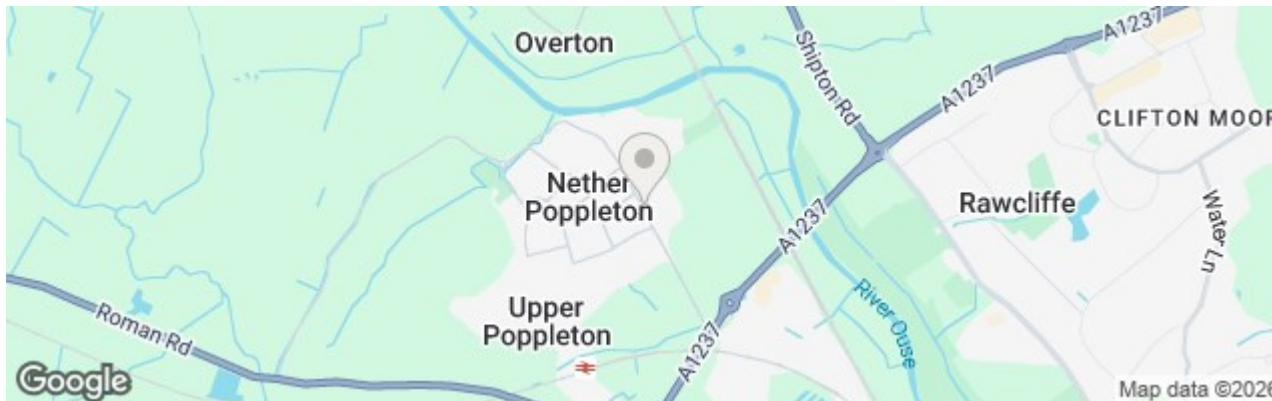 Overton
Shipton Rd
A1237
A1237
CLIFTON MOOR
Nether
Poppleton
Rawcliffe
Water Ln
A1237
River Ouse
Upper
Poppleton
Roman Rd
A1237
Google
Map data ©2026